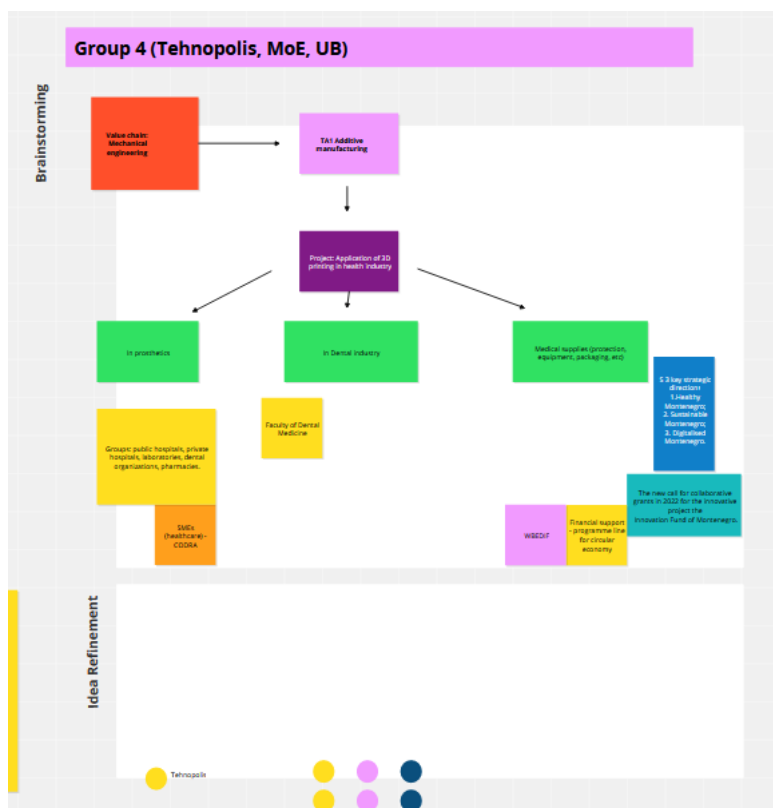 Group 4 (Tehnopolis, MoE, UB)
Brainstorming
Value chain:
Mechanical
engineering
TA1 Additive
manufacturing
Project: Application of 3D
printing in health industry
In prosthetics
in Dental industry
Medical supplies (protection,
equipment, packaging, etc)
S 3 key strategic
directions
1.Healthy
Montenegro;
2. Sustainable
Montenegro;
3. Digitalised
Montenegro.
Faculty of Dental
Medicine
Groups: public hospitals, private
hospitals, laboratories, dental
organizations, pharmacies.
SMEs
(healthcare) -
CODRA
WBEDIF
Financial support
- programme line
for circular
economy
The new call for collaborative
grants in 2022 for the innovative
project the
Innovation Fund of Montenegro.
Idea Refinement
Tehnopolis